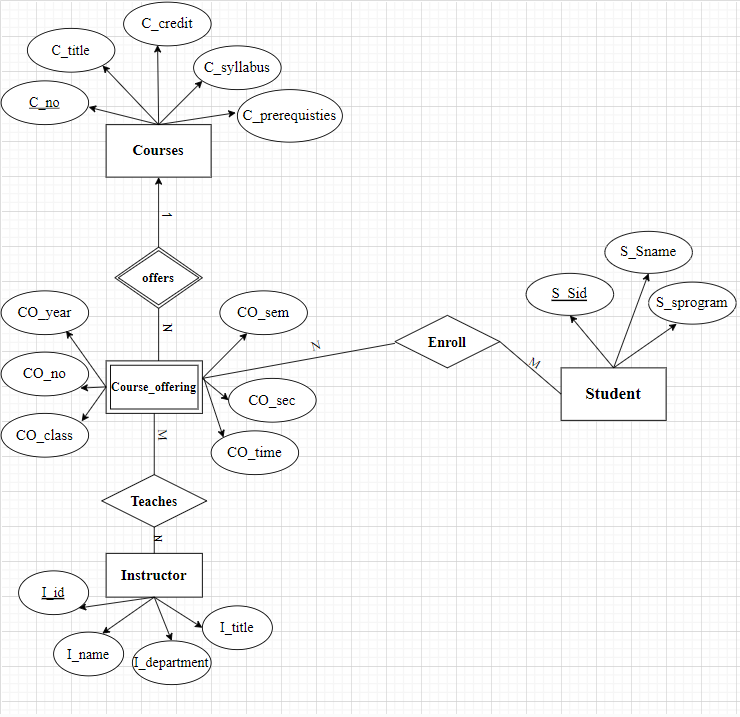 C_credit
C_title
C_syllabus
C_no
C_prerequisties
Courses
1
offers
N
S_Sname
S_Sid
S_sprogram
CO_year
CO_sem
CO_no
Course_offering
N
Enroll
M
Student
CO_sec
CO_class
CO_time
M
Teaches
N
Instructor
I_id
I_name
I_department
I_title